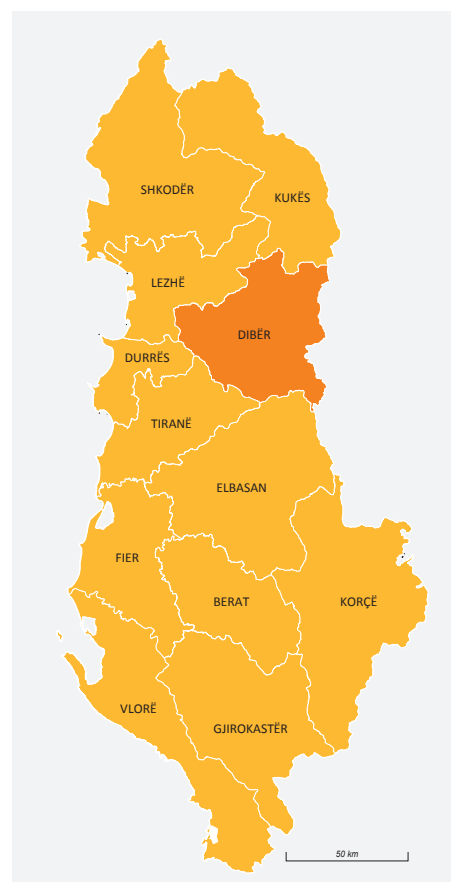 SHKODËR
KUKËS
LEZHË
DIBËR
DURRËS
TIRANË
ELBASAN
FIER
BERAT
KORÇË
VLORË
GJIROKASTËR
50 km